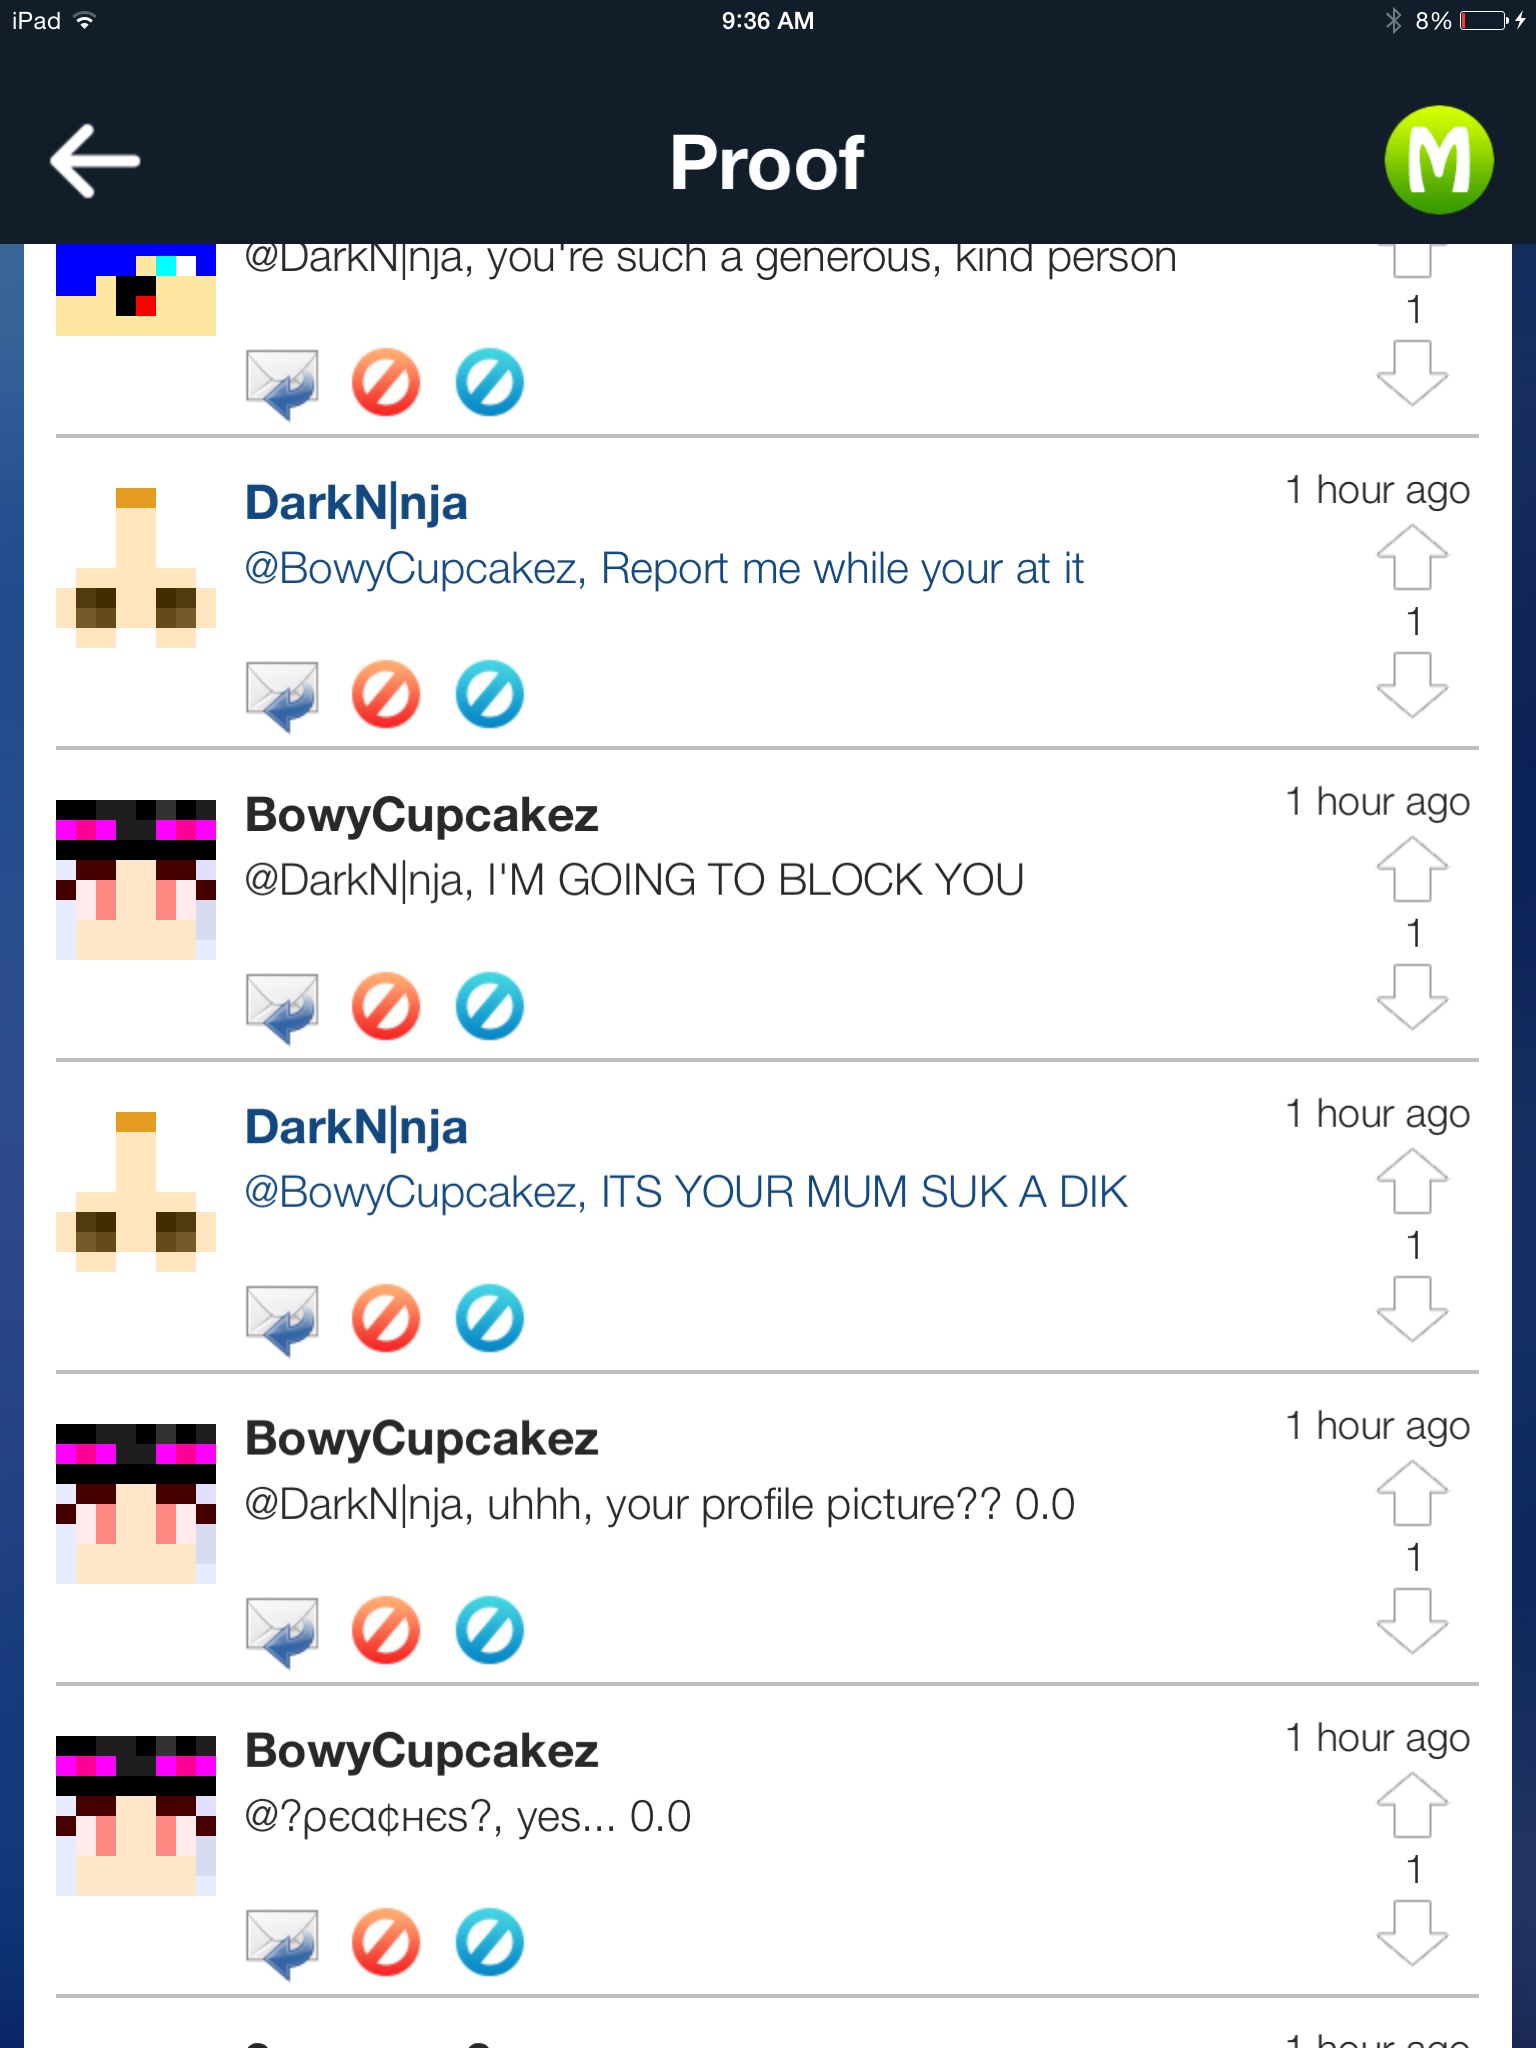 iPad
9:36 AM
8%
Proof
M
@DarkN|nja, you're such a generous, kind person
1
DarkN|nja
1 hour ago
@BowyCupcakez, Report me while your at it
1
BowyCupcakez
1 hour ago
@DarkN|nja, I'M GOING TO BLOCK YOU
1
DarkN|nja
1 hour ago
@BowyCupcakez, ITS YOUR MUM SUK A DIK
1
BowyCupcakez
1 hour ago
@DarkN|nja, uhhh, your profile picture?? 0.0
1
BowyCupcakez
1 hour ago
@?ρєα¢нєѕ?, yes... 0.0
1
1 hour ago